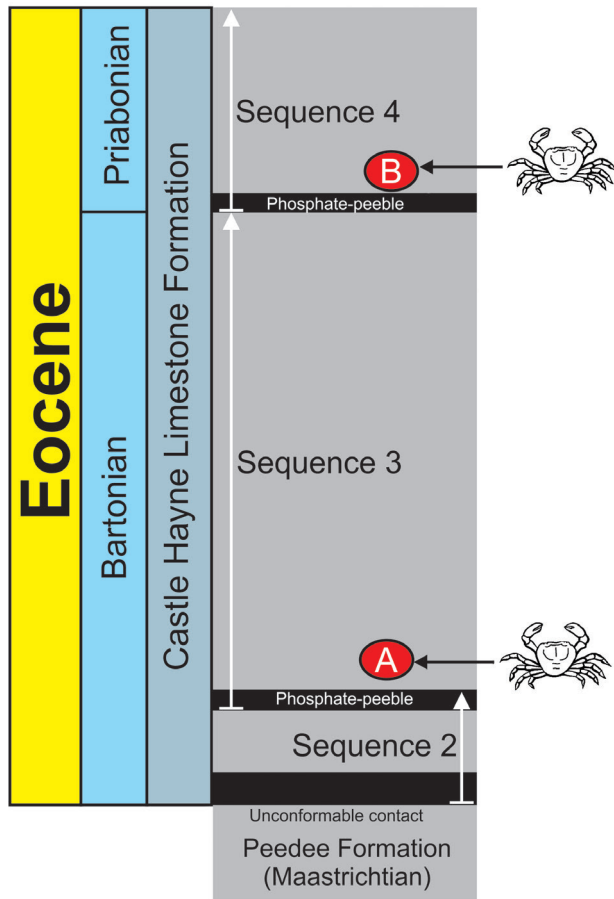 Eocene
Priabonian
Bartonian
Castle Hayne Limestone Formation
Sequence 4
B
Phosphate-peeble
Sequence 3
A
Phosphate-peeble
Sequence 2
Unconformable contact
Peedee Formation
(Maastrichtian)